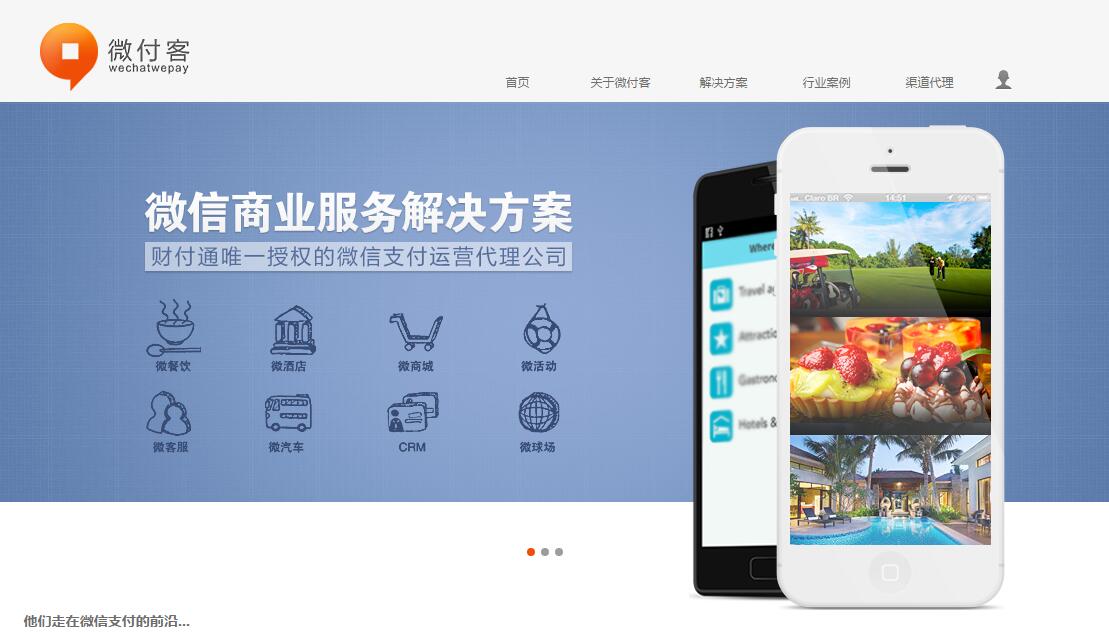 微付客
wechatwepay
首页 关于微付客 解决方案 行业案例 渠道代理
微信商业服务解决方案
财付通唯一授权的微信支付运营代理公司
微餐饮 微酒店 微商城 微活动
微客服 微汽车 CRM 微球场
Claro BR 14:51 99%
Where
Travel a
Attractio
Gastrono
Hotels &
他们走在微信支付的前沿...